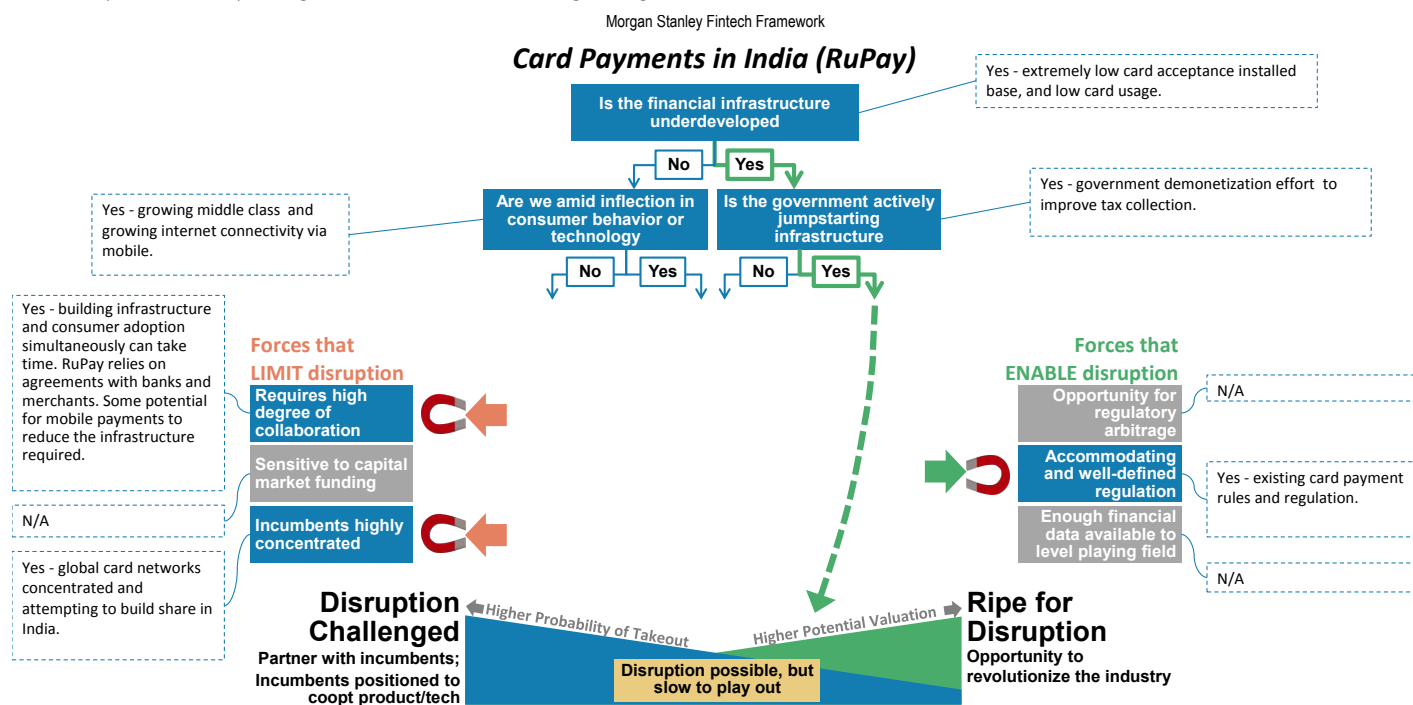 Morgan Stanley Fintech Framework
Card Payments in India (RuPay)
Is the financial infrastructure
underdeveloped
Yes - extremely low card acceptance installed
base, and low card usage.
No
Yes
Yes - growing middle class and
growing internet connectivity via
mobile.
Are we amid inflection in
consumer behavior or
technology
Is the government actively
jumpstarting
infrastructure
Yes - government demonetization effort to
improve tax collection.
No
Yes
No
Yes
Yes - building infrastructure
and consumer adoption
simultaneously can take
time. RuPay relies on
agreements with banks and
merchants. Some potential
for mobile payments to
reduce the infrastructure
required.
N/A
Yes - global card networks
concentrated and
attempting to build share in
India.
Forces that
LIMIT disruption
Requires high
degree of
collaboration
Sensitive to capital
market funding
Incumbents highly
concentrated
Forces that
ENABLE disruption
Opportunity for
regulatory
arbitrage
Accommodating
and well-defined
regulation
Enough financial
data available to
level playing field
N/A
Yes - existing card payment
rules and regulation.
N/A
Disruption
Challenged
Partner with incumbents;
Incumbents positioned to
coopt product/tech
Higher Probability of Takeout
Higher Potential Valuation
Disruption possible, but
slow to play out
Ripe for
Disruption
Opportunity to
revolutionize the industry